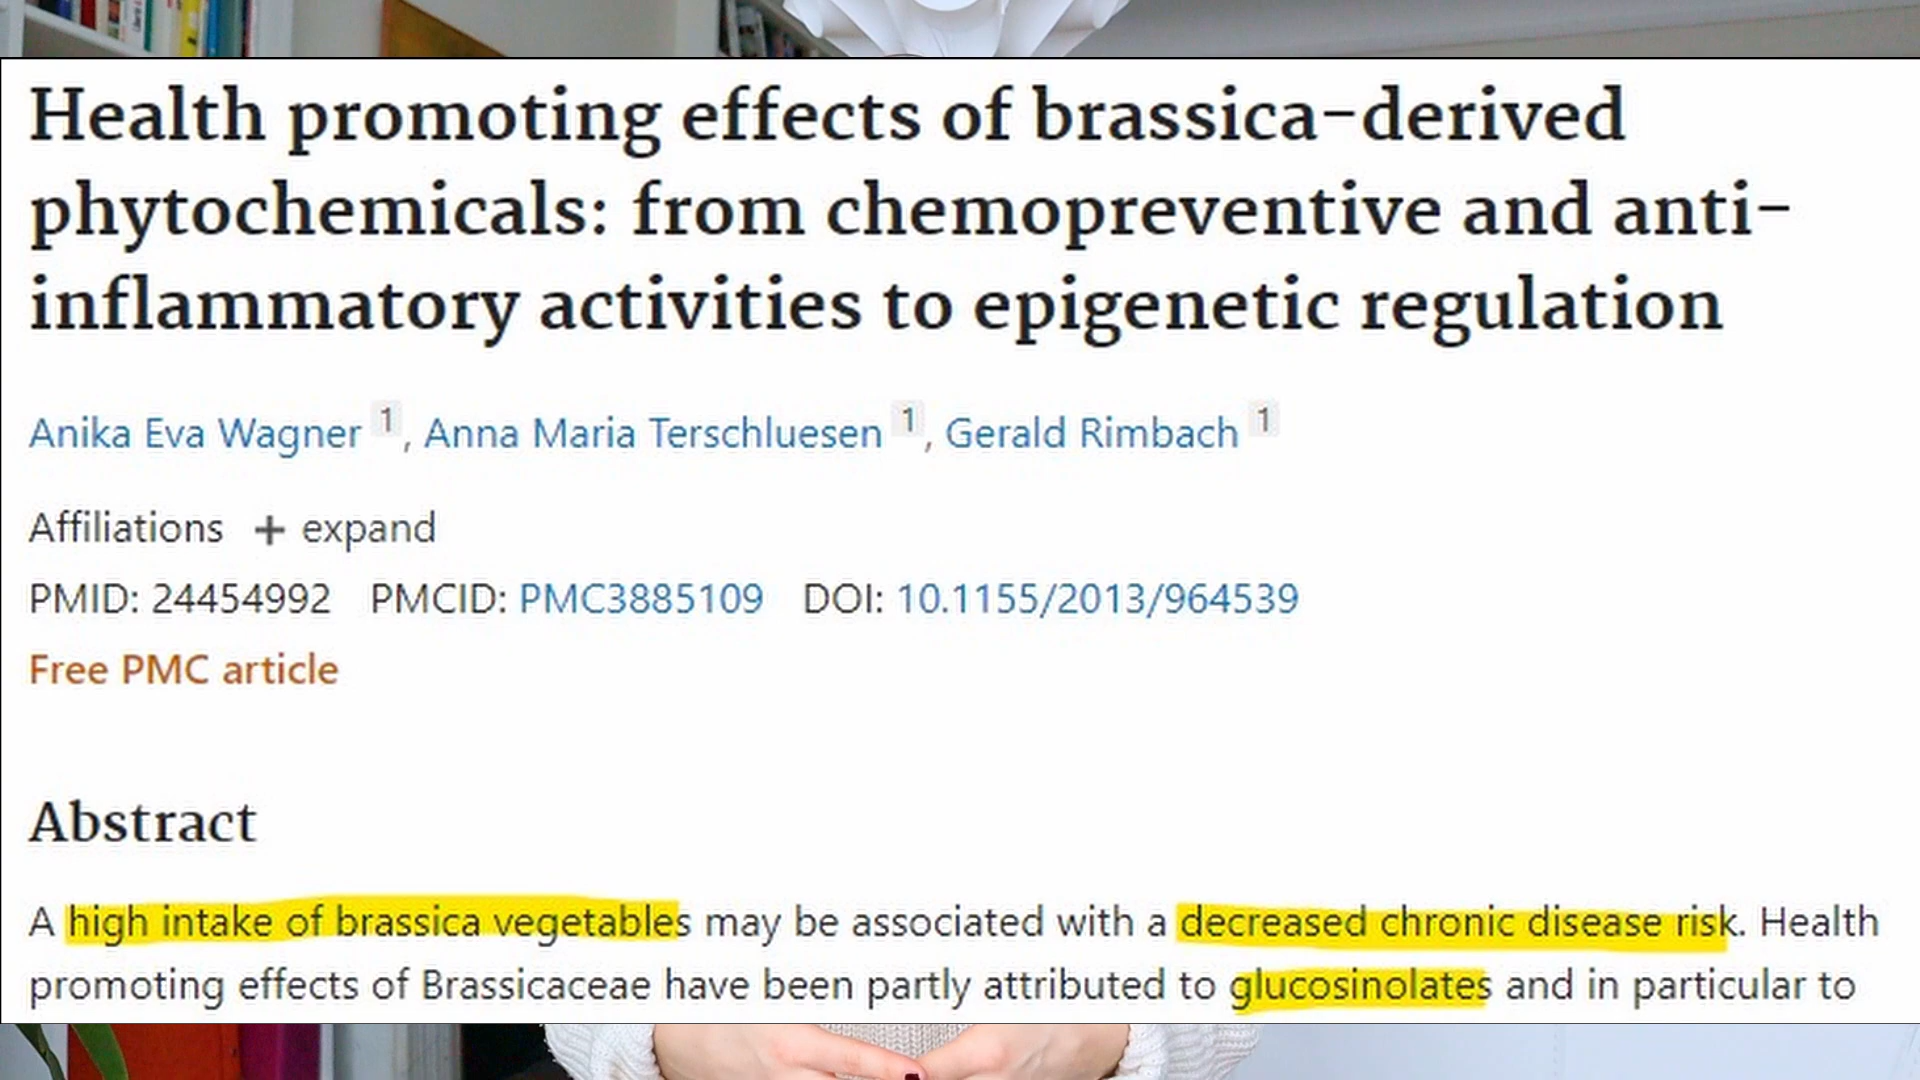 Health promoting effects of brassica-derived
phytochemicals: from chemopreventive and anti-
inflammatory activities to epigenetic regulation
Anika Eva Wagner 1, Anna Maria Terschluesen 1, Gerald Rimbach 1
Affiliations + expand
PMID: 24454992 PMCID: PMC3885109 DOI: 10.1155/2013/964539
Free PMC article
Abstract
A high intake of brassica vegetables may be associated with a decreased chronic disease risk. Health
promoting effects of Brassicaceae have been partly attributed to glucosinolates and in particular to